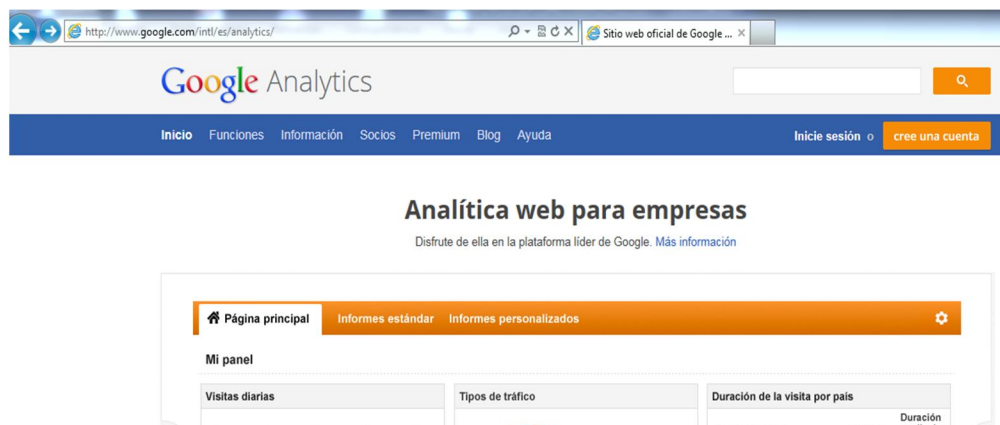 http://www.google.com/intl/es/analytics/
Sitio web oficial de Google ...
Google Analytics
Inicio Funciones Información Socios Premium Blog Ayuda
Inicie sesión o cree una cuenta
Analítica web para empresas
Disfrute de ella en la plataforma líder de Google. Más información
Página principal Informes estándar Informes personalizados
Mi panel
Visitas diarias Tipos de tráfico Duración de la visita por país
Duración